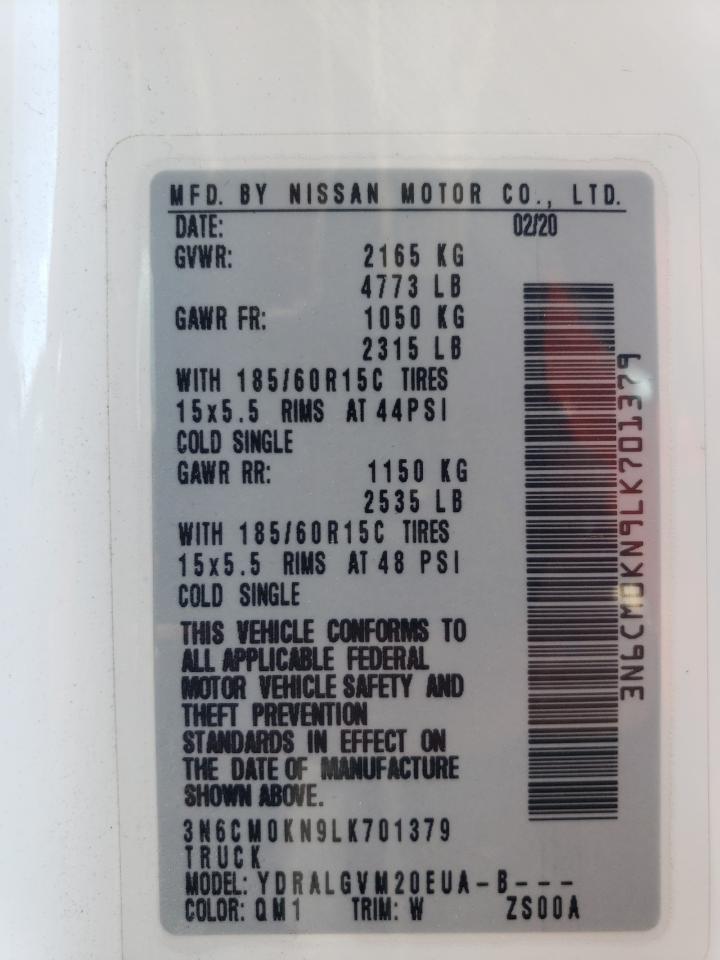 MFD. BY NISSAN MOTOR CO., LTD.
DATE: 02/20
GVWR: 2165 KG
4773 LB
GAWR FR: 1050 KG
2315 LB
WITH 185/60R15C TIRES
15x5.5 RIMS AT 44PSI
COLD SINGLE
GAWR RR: 1150 KG
2535 LB
WITH 185/60R15C TIRES
15x5.5 RIMS AT 48 PSI
COLD SINGLE
THIS VEHICLE CONFORMS TO
ALL APPLICABLE FEDERAL
MOTOR VEHICLE SAFETY AND
THEFT PREVENTION
STANDARDS IN EFFECT ON
THE DATE OF MANUFACTURE
SHOWN ABOVE.
3N6CM0KN9LK701379
TRUCK
MODEL: YDRALGVM20EUA-B---
COLOR: QM1 TRIM: W ZS00A
3N6CM0KN9LK701379